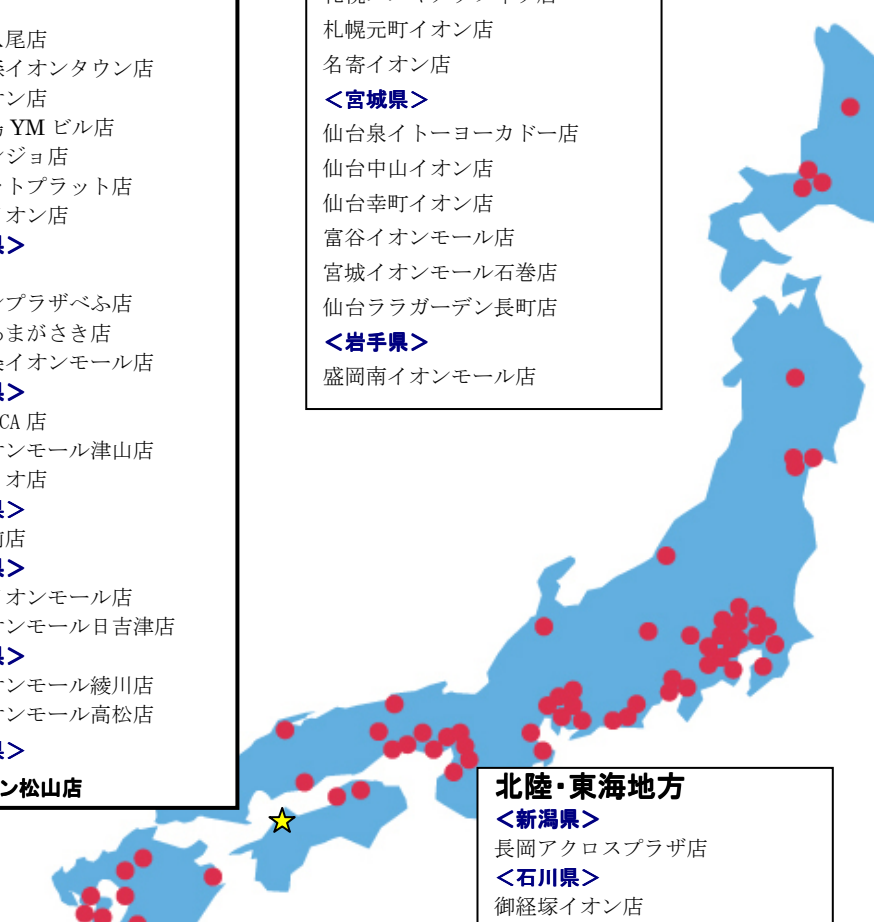 尾店
イオンタウン店
ン店
YM ビル店
ジョ店
ットプラット店
オン店
県＞
プラザべふ店
まがさき店
イオンモール店
県＞
CA 店
ンモール津山店
オ店
県＞
店
県＞
オンモール店
ンモール日吉津店
県＞
ンモール綾川店
ンモール高松店
県＞
ン松山店
札幌元町イオン店
名寄イオン店
＜宮城県＞
仙台泉イトーヨーカドー店
仙台中山イオン店
仙台幸町イオン店
富谷イオンモール店
宮城イオンモール石巻店
仙台ララガーデン長町店
＜岩手県＞
盛岡南イオンモール店
北陸・東海地方
＜新潟県＞
長岡アクロスプラザ店
＜石川県＞
御経塚イオン店